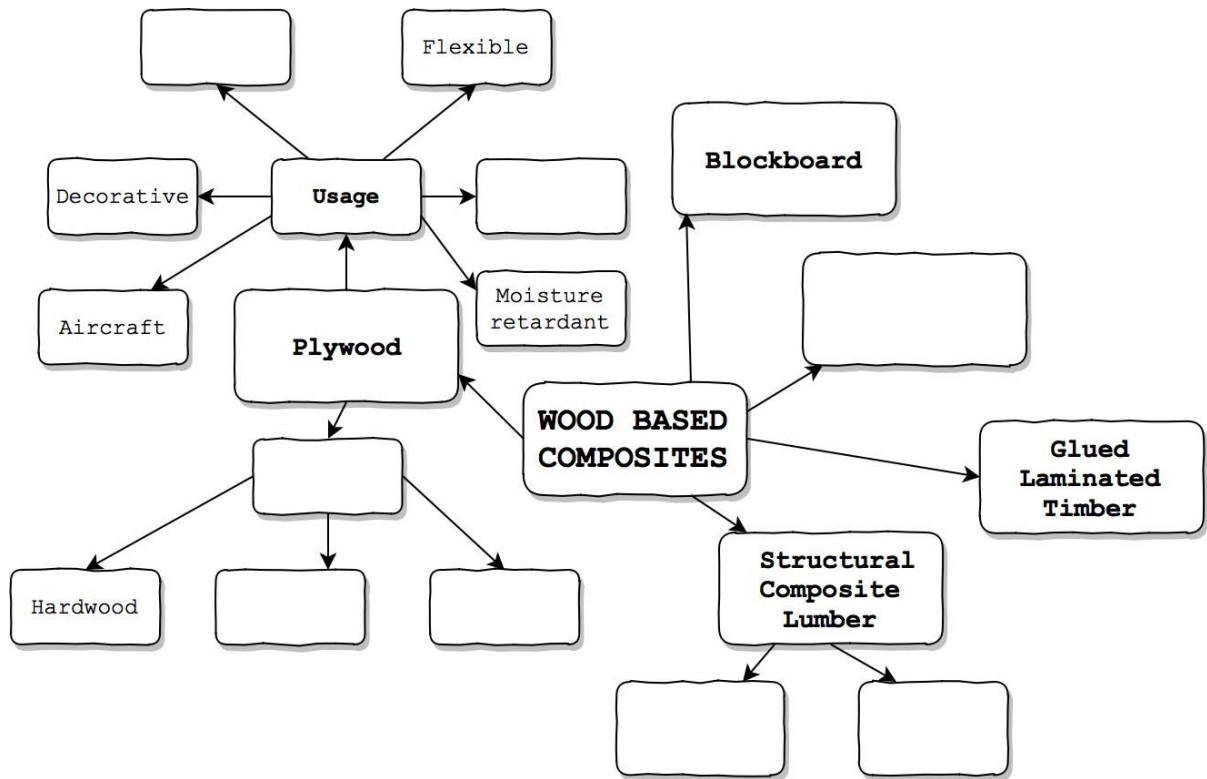 Flexible
Blockboard
Decorative
Usage
Moisture
retardant
Aircraft
Plywood
WOOD BASED
COMPOSITES
Glued
Laminated
Timber
Structural
Composite
Lumber
Hardwood